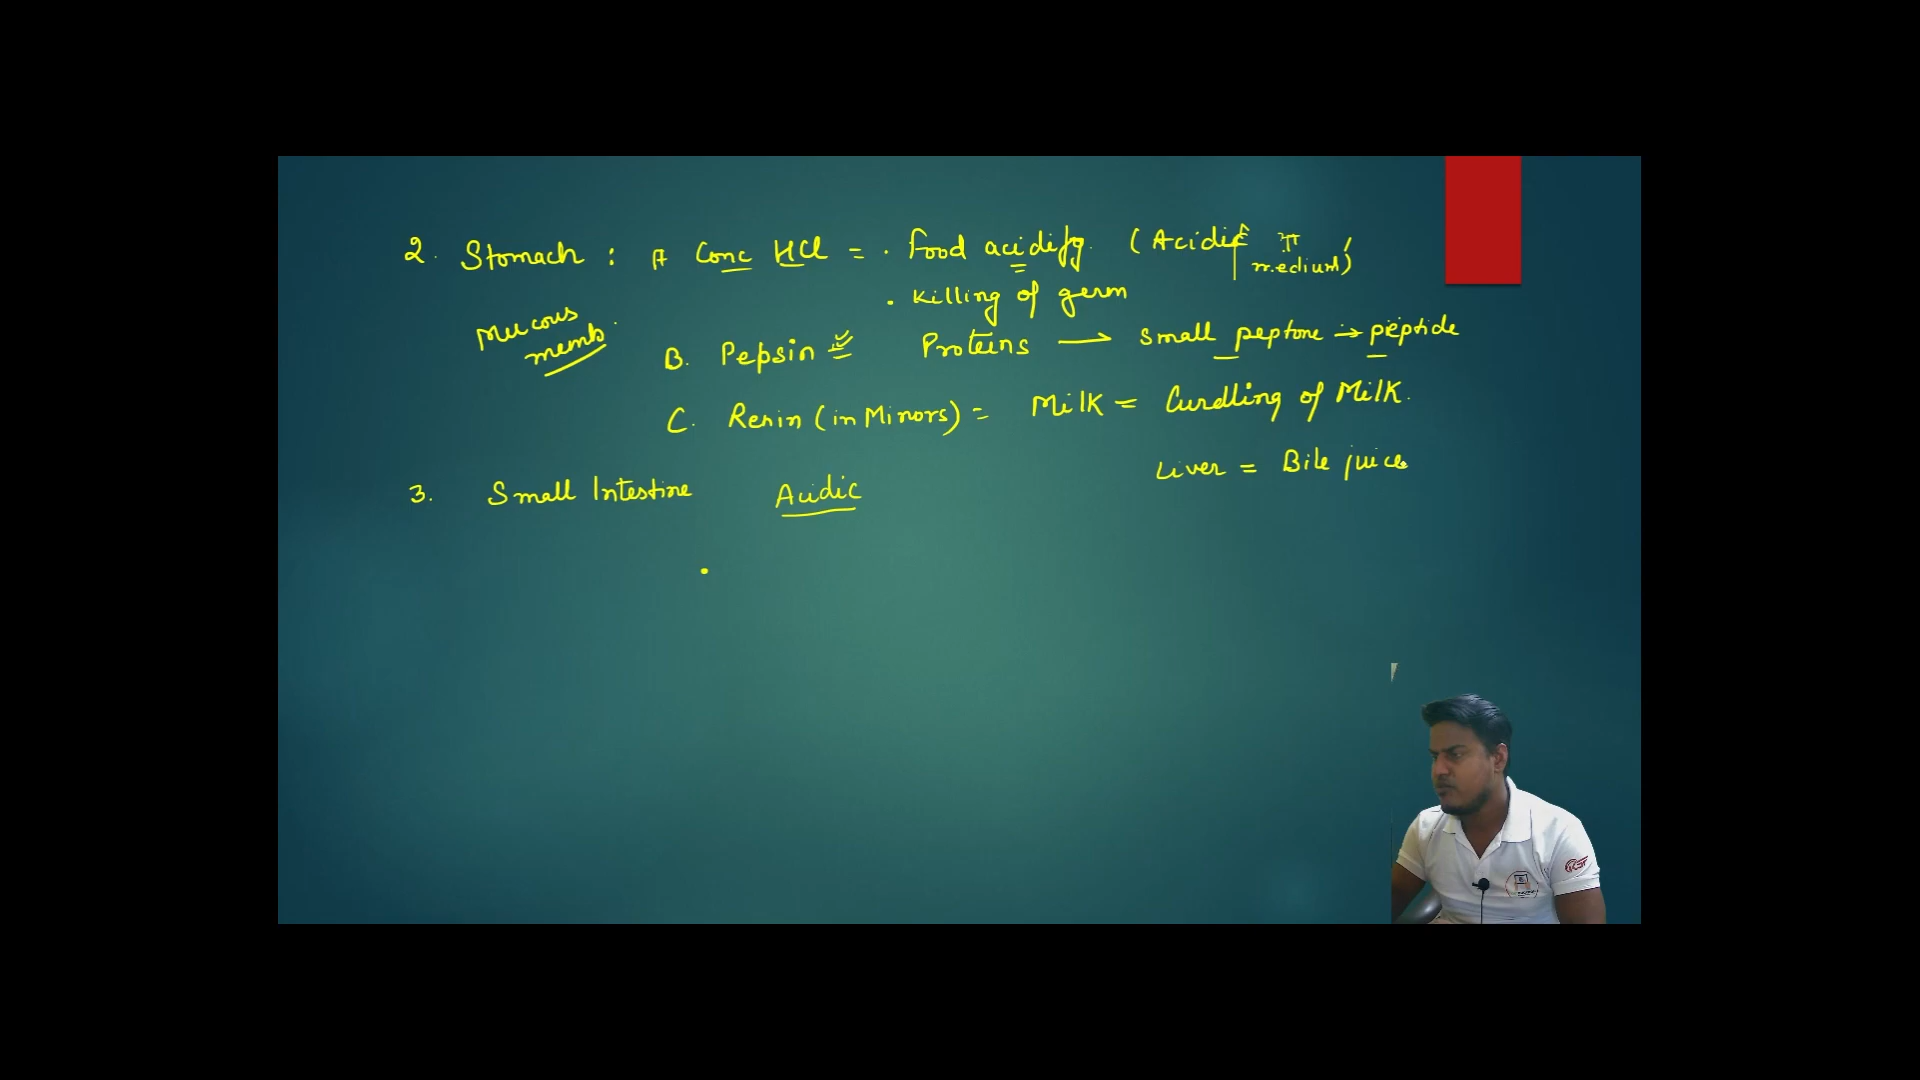 2. Stomach : A Conc HCl = . Food acidify. (Acidic medium)
. Killing of germ
Mucous memb.
B. Pepsin Proteins → Small peptone → peptide
C. Renin (in Minors) = Milk = Curdling of Milk.
Liver = Bile juice
3. Small Intestine Acidic